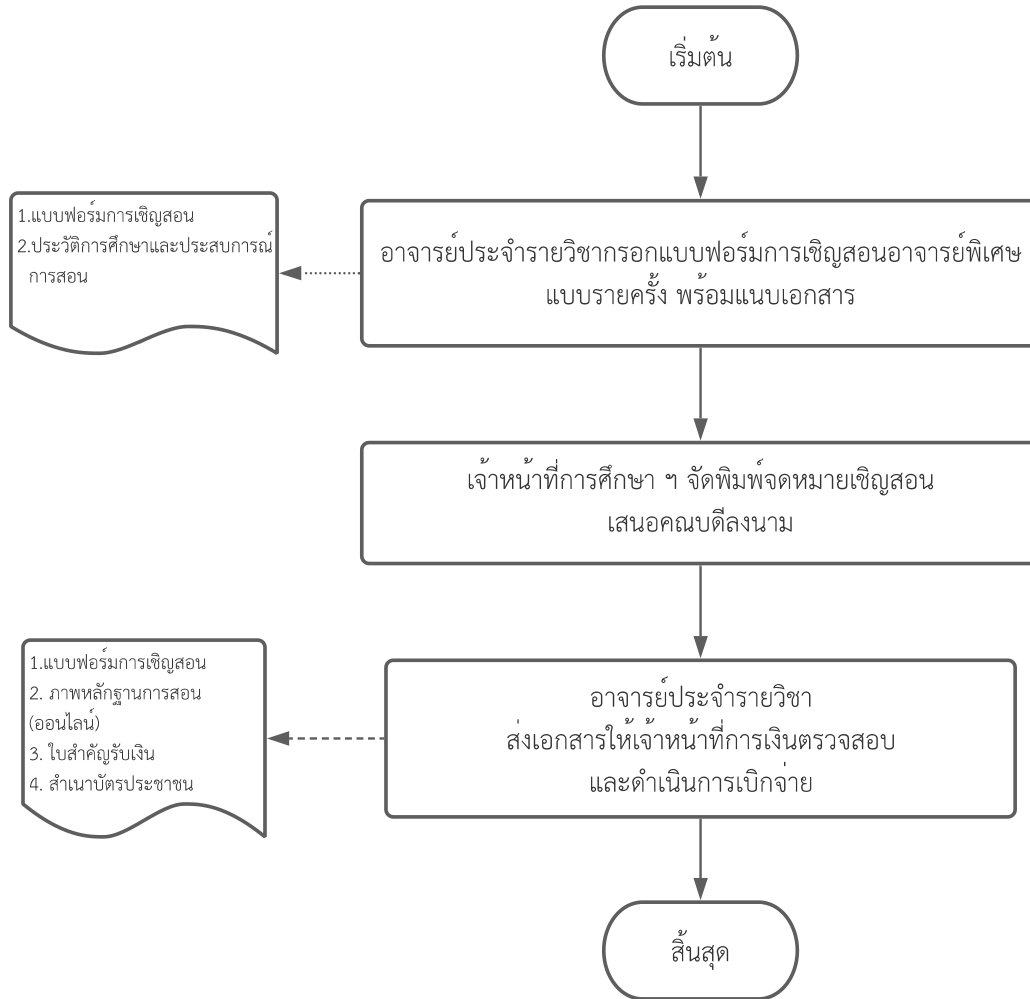 เริ่มต้น
1.แบบฟอร์มการเชิญสอน
2.ประวัติการศึกษาและประสบการณ์
การสอน
อาจารย์ประจำรายวิชากรอกแบบฟอร์มการเชิญสอนอาจารย์พิเศษ
แบบรายครั้ง พร้อมแนบเอกสาร
เจ้าหน้าที่การศึกษา ฯ จัดพิมพ์จดหมายเชิญสอน
เสนอคณบดีลงนาม
1.แบบฟอร์มการเชิญสอน
2. ภาพหลักฐานการสอน
(ออนไลน์)
3. ใบสำคัญรับเงิน
4. สำเนาบัตรประชาชน
อาจารย์ประจำรายวิชา
ส่งเอกสารให้เจ้าหน้าที่การเงินตรวจสอบ
และดำเนินการเบิกจ่าย
สิ้นสุด